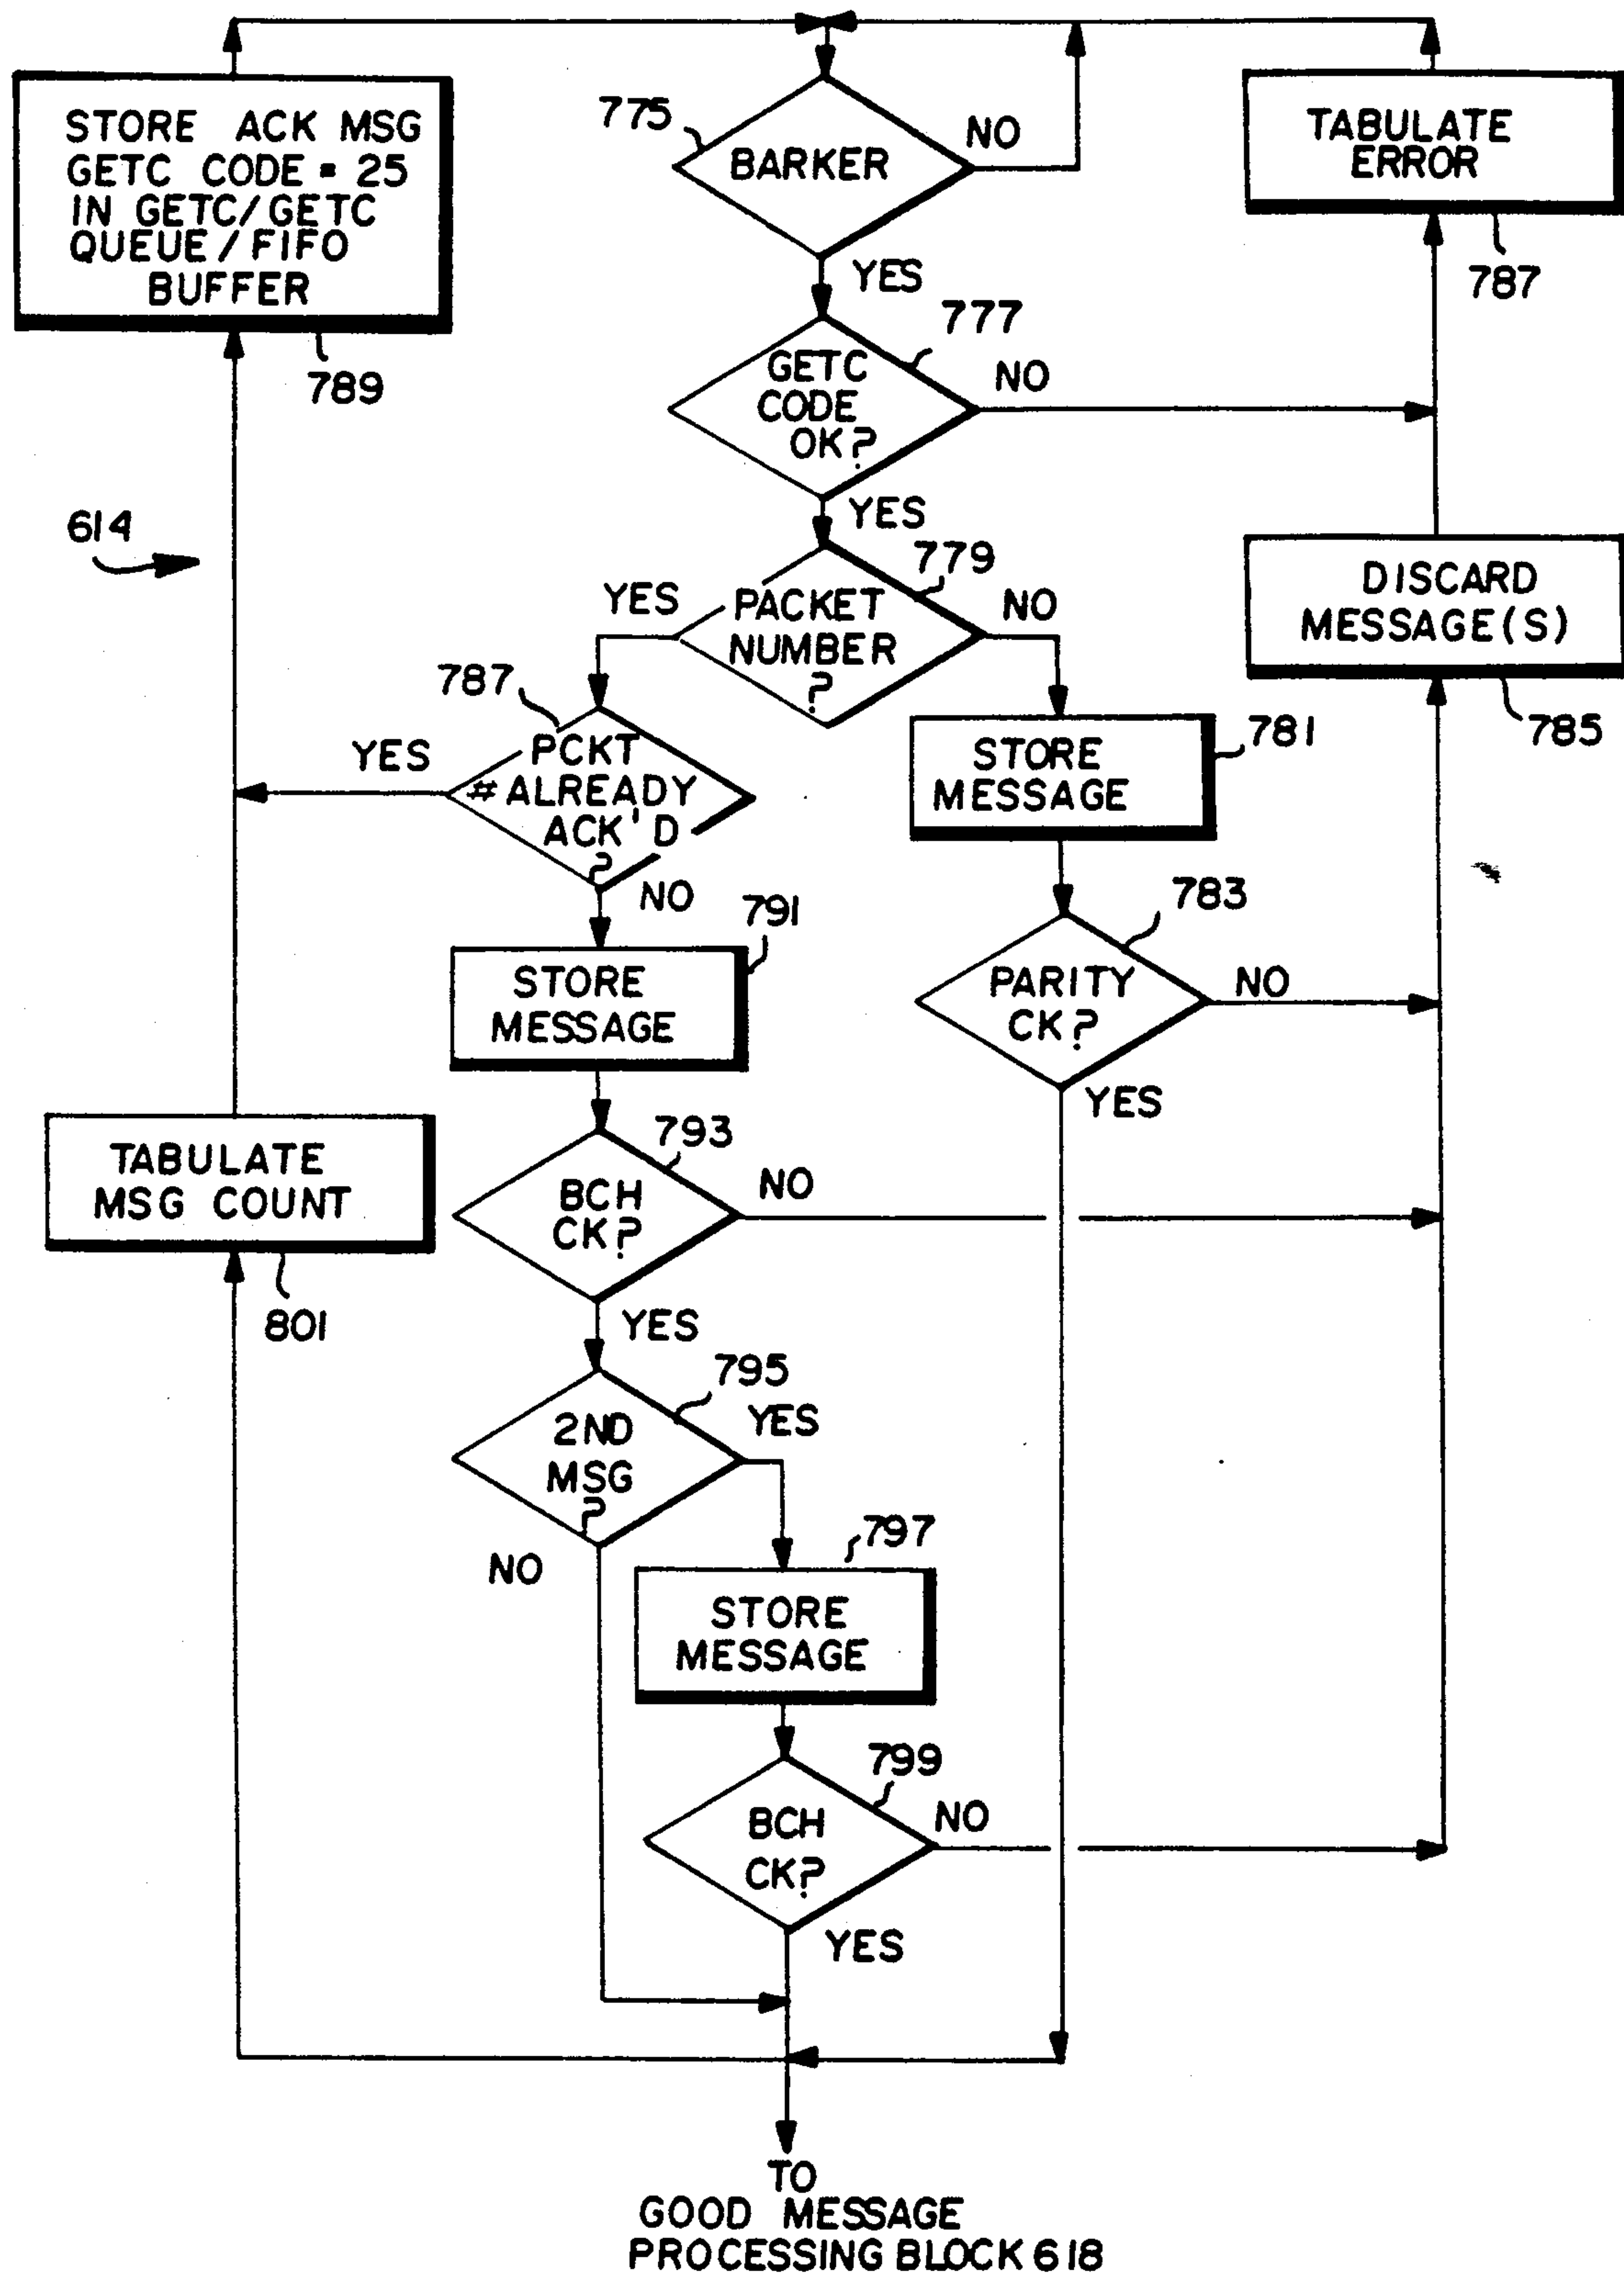 775
BARKER
NO
YES
STORE ACK MSG
GETC CODE = 25
IN GETC/GETC
QUEUE/FIFO
BUFFER
789
TABULATE
ERROR
787
777
GETC
CODE
OK?
NO
YES
614
779
PACKET
NUMBER
?
YES
NO
DISCARD
MESSAGE(S)
785
787
PCKT
# ALREADY
ACK'D
?
YES
NO
STORE
MESSAGE
781
783
PARITY
CK?
NO
YES
791
STORE
MESSAGE
793
BCH
CK?
NO
YES
TABULATE
MSG COUNT
801
795
2ND
MSG
?
YES
NO
797
STORE
MESSAGE
799
BCH
CK?
NO
YES
TO
GOOD MESSAGE
PROCESSING BLOCK 618